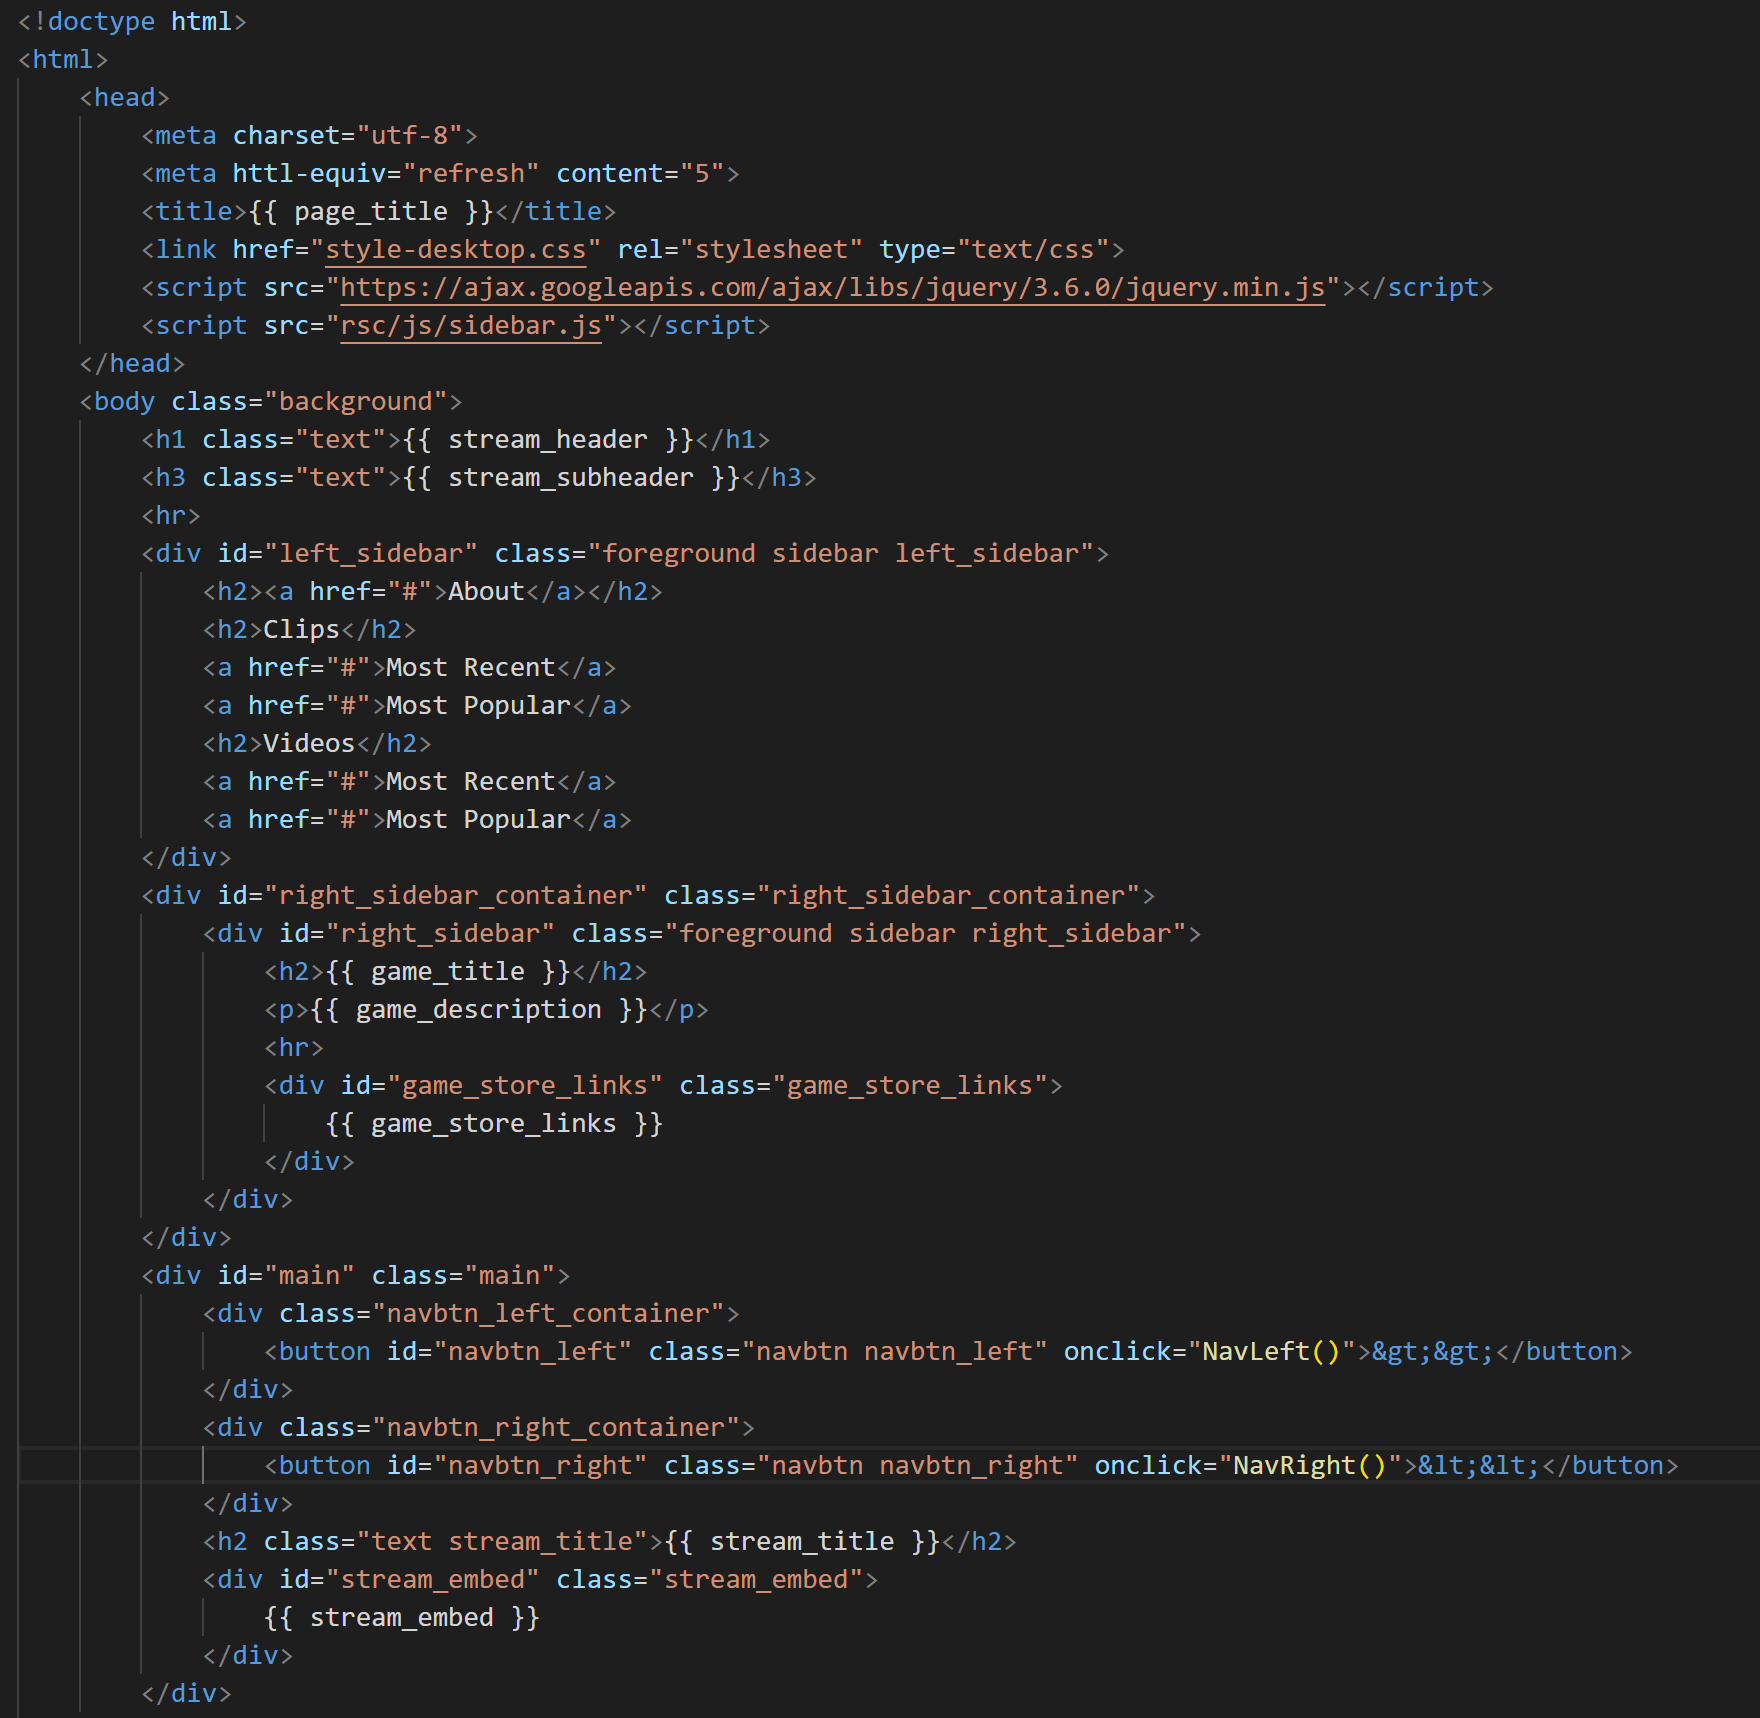 <!doctype html>
<html>
    <head>
        <meta charset="utf-8">
        <meta httl-equiv="refresh" content="5">
        <title>{{ page_title }}</title>
        <link href="style-desktop.css" rel="stylesheet" type="text/css">
        <script src="https://ajax.googleapis.com/ajax/libs/jquery/3.6.0/jquery.min.js"></script>
        <script src="rsc/js/sidebar.js"></script>
    </head>
    <body class="background">
        <h1 class="text">{{ stream_header }}</h1>
        <h3 class="text">{{ stream_subheader }}</h3>
        <hr>
        <div id="left_sidebar" class="foreground sidebar left_sidebar">
            <h2><a href="#">About</a></h2>
            <h2>Clips</h2>
            <a href="#">Most Recent</a>
            <a href="#">Most Popular</a>
            <h2>Videos</h2>
            <a href="#">Most Recent</a>
            <a href="#">Most Popular</a>
        </div>
        <div id="right_sidebar_container" class="right_sidebar_container">
            <div id="right_sidebar" class="foreground sidebar right_sidebar">
                <h2>{{ game_title }}</h2>
                <p>{{ game_description }}</p>
                <hr>
                <div id="game_store_links" class="game_store_links">
                    {{ game_store_links }}
                </div>
            </div>
        </div>
        <div id="main" class="main">
            <div class="navbtn_left_container">
                <button id="navbtn_left" class="navbtn navbtn_left" onclick="NavLeft()">&gt;&gt;</button>
            </div>
            <div class="navbtn_right_container">
                <button id="navbtn_right" class="navbtn navbtn_right" onclick="NavRight()">&lt;&lt;</button>
            </div>
            <h2 class="text stream_title">{{ stream_title }}</h2>
            <div id="stream_embed" class="stream_embed">
                {{ stream_embed }}
            </div>
        </div>